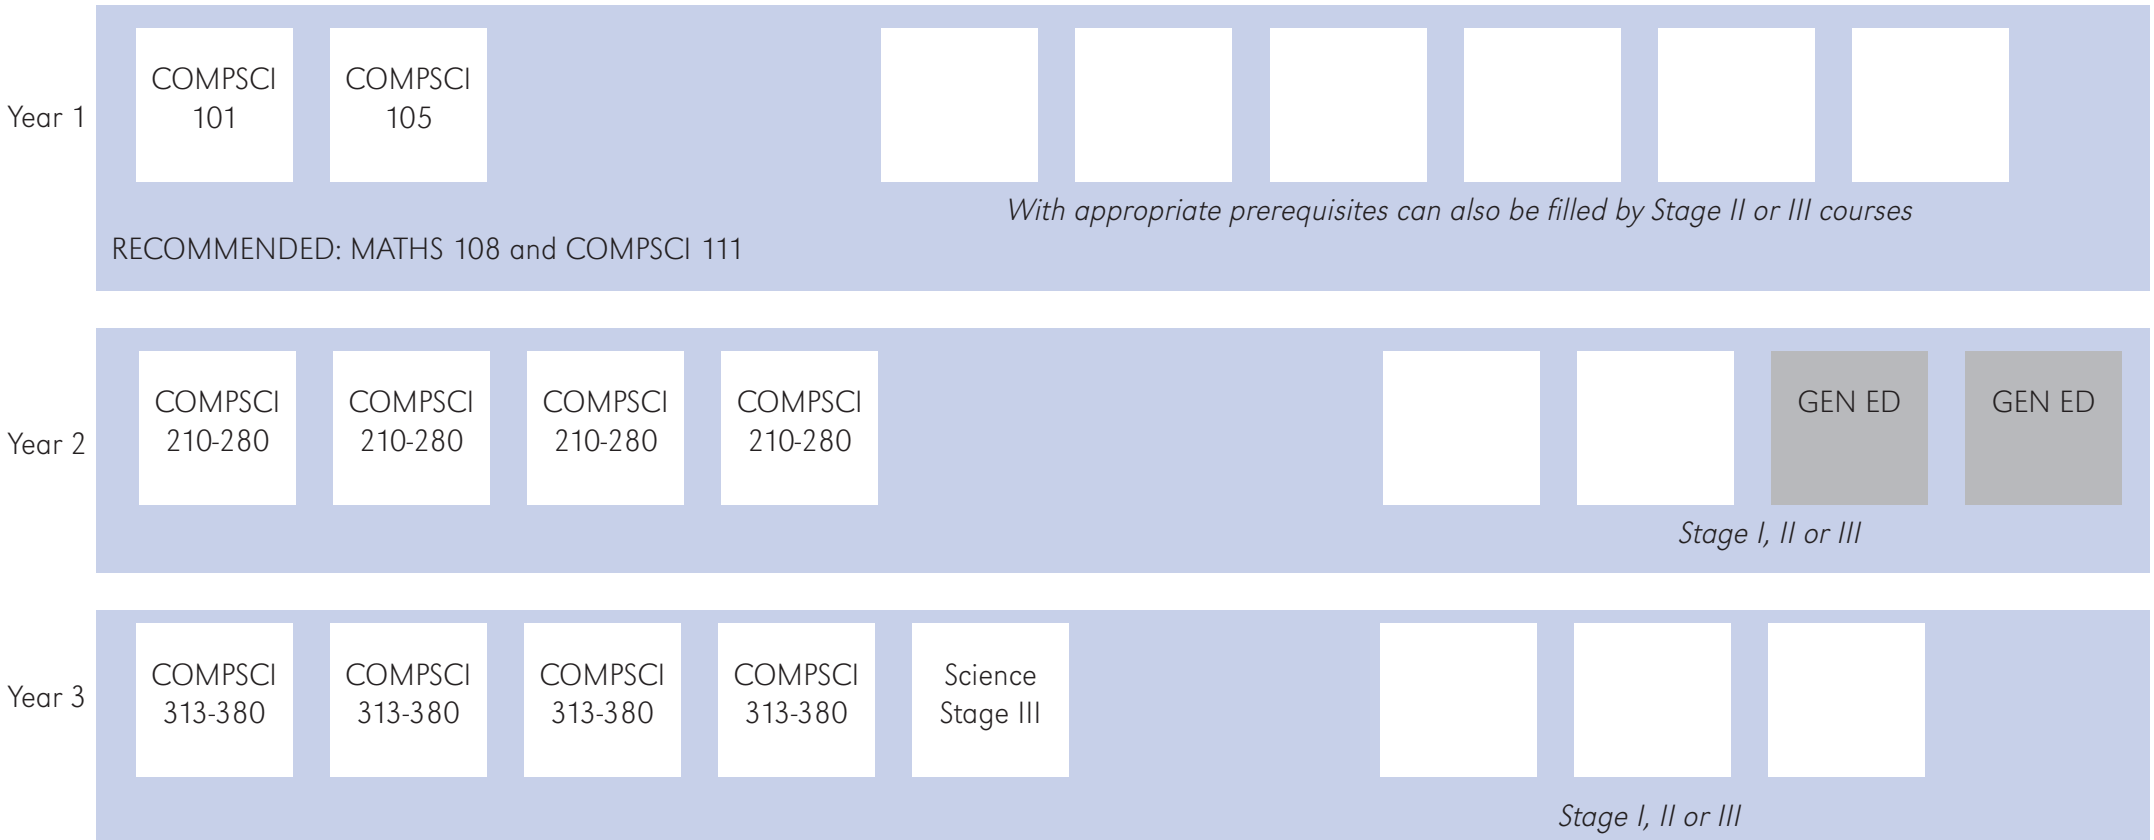 Year 1
COMPSCI
101
COMPSCI
105
With appropriate prerequisites can also be filled by Stage II or III courses
RECOMMENDED: MATHS 108 and COMPSCI 111
Year 2
COMPSCI
210-280
COMPSCI
210-280
COMPSCI
210-280
COMPSCI
210-280
GEN ED
GEN ED
Stage I, II or III
Year 3
COMPSCI
313-380
COMPSCI
313-380
COMPSCI
313-380
COMPSCI
313-380
Science
Stage III
Stage I, II or III